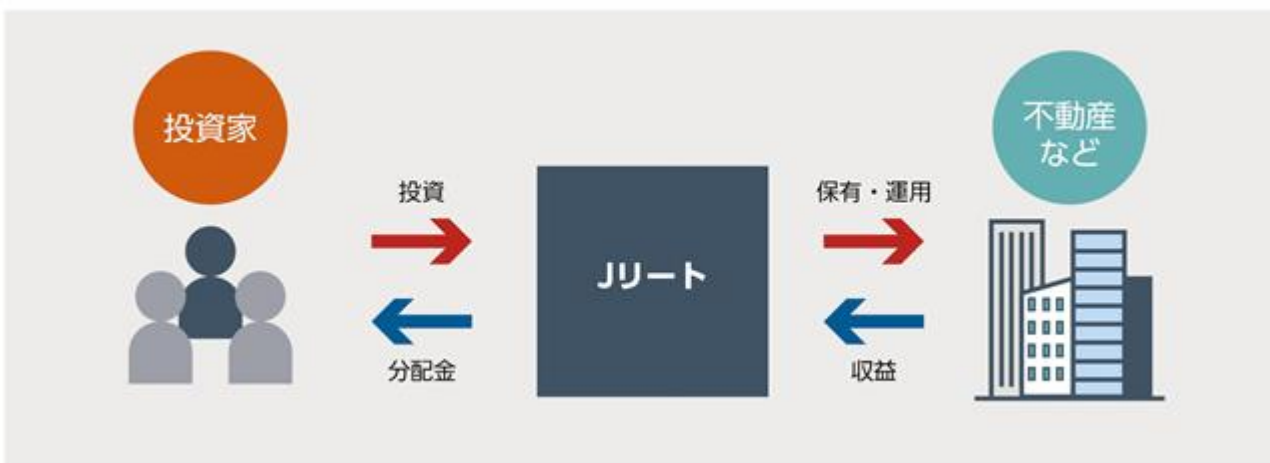 投資家
不動産
など
投資
保有・運用
Jリート
分配金
収益